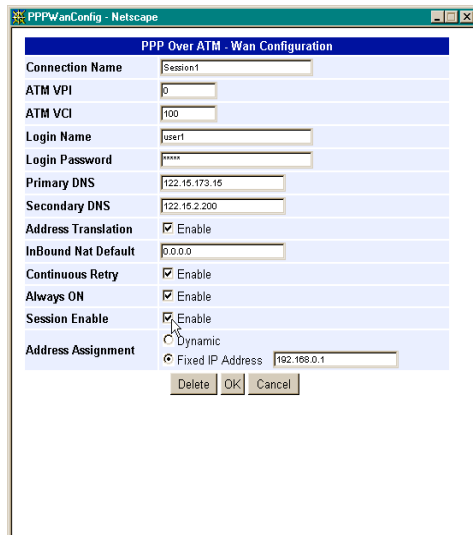 PPPWanConfig - Netscape
PPP Over ATM - Wan Configuration
Connection Name Session1
ATM VPI 0
ATM VCI 100
Login Name user1
Login Password *****
Primary DNS 122.15.173.15
Secondary DNS 122.15.2.200
Address Translation Enable
InBound Nat Default 0.0.0.0
Continuous Retry Enable
Always ON Enable
Session Enable Enable
Address Assignment Dynamic
Fixed IP Address 192.168.0.1
Delete OK Cancel